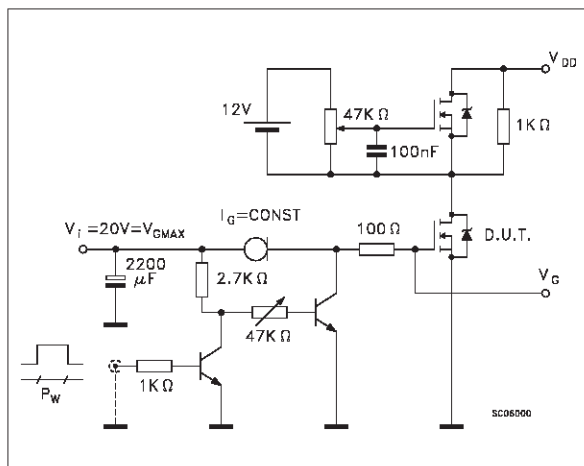 V_DD
12V
47KΩ
1KΩ
100nF
I_G=CONST
V_i =20V=V_GMAX
100Ω
D.U.T.
2200
μF
2.7KΩ
V_G
47KΩ
1KΩ
P_W
SC06000